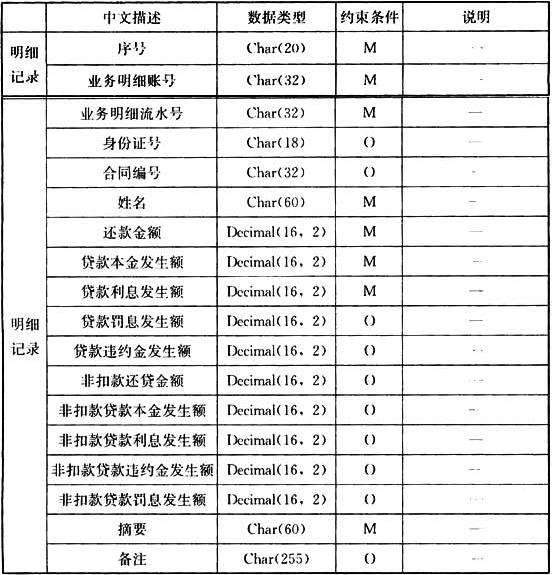 中文描述 数据类型 约束条件 说明
明细记录 序号 Char(20) M —
业务明细账号 Char(32) M —
业务明细流水号 Char(32) M —
身份证号 Char(18) O —
合同编号 Char(32) O —
姓名 Char(60) M —
还款金额 Decimal(16，2) M —
贷款本金发生额 Decimal(16，2) M —
贷款利息发生额 Decimal(16，2) M —
明细记录 贷款罚息发生额 Decimal(16，2) O —
贷款违约金发生额 Decimal(16，2) O —
非扣款还贷金额 Decimal(16，2) O —
非扣款贷款本金发生额 Decimal(16，2) O —
非扣款贷款利息发生额 Decimal(16，2) O —
非扣款贷款违约金发生额 Decimal(16，2) O —
非扣款贷款罚息发生额 Decimal(16，2) O —
摘要 Char(60) M —
备注 Char(255) O —